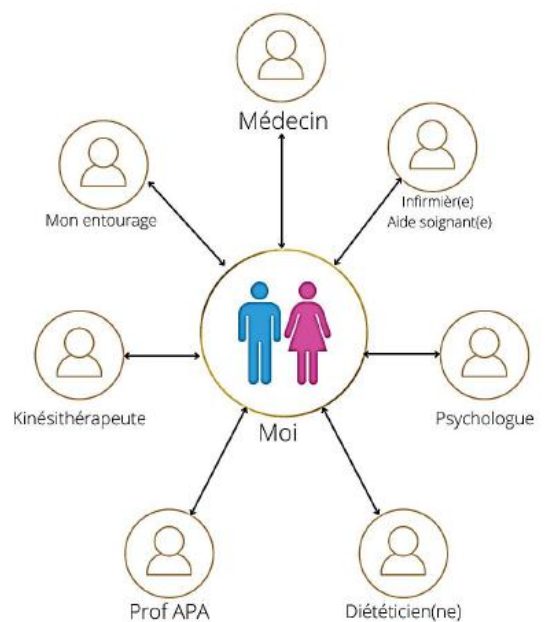 Médecin
Mon entourage
Infirmièr(e)
Aide soignant(e)
Kinésithérapeute
Psychologue
Moi
Prof APA
Diététicien(ne)